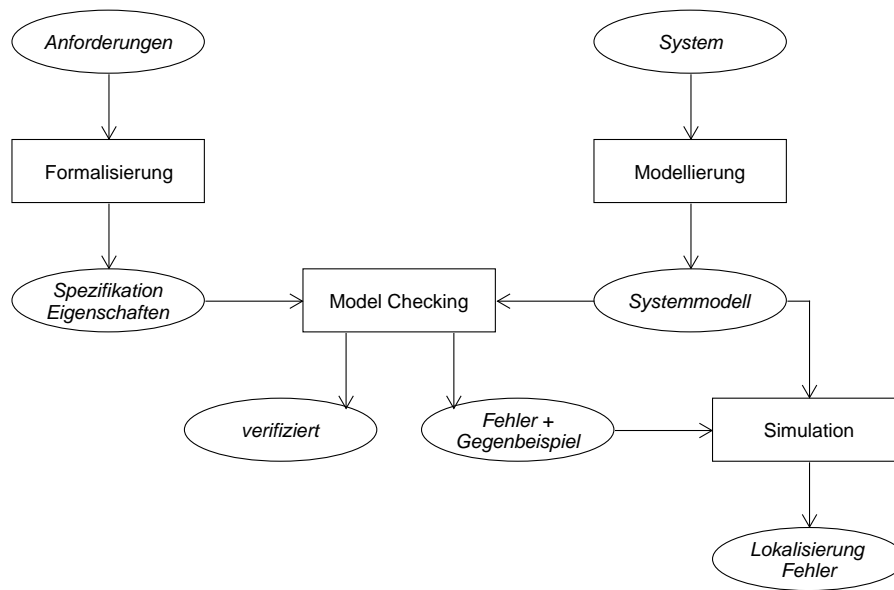 Anforderungen
System
Formalisierung
Modellierung
Spezifikation
Eigenschaften
Model Checking
Systemmodell
verifiziert
Fehler +
Gegenbeispiel
Simulation
Lokalisierung
Fehler